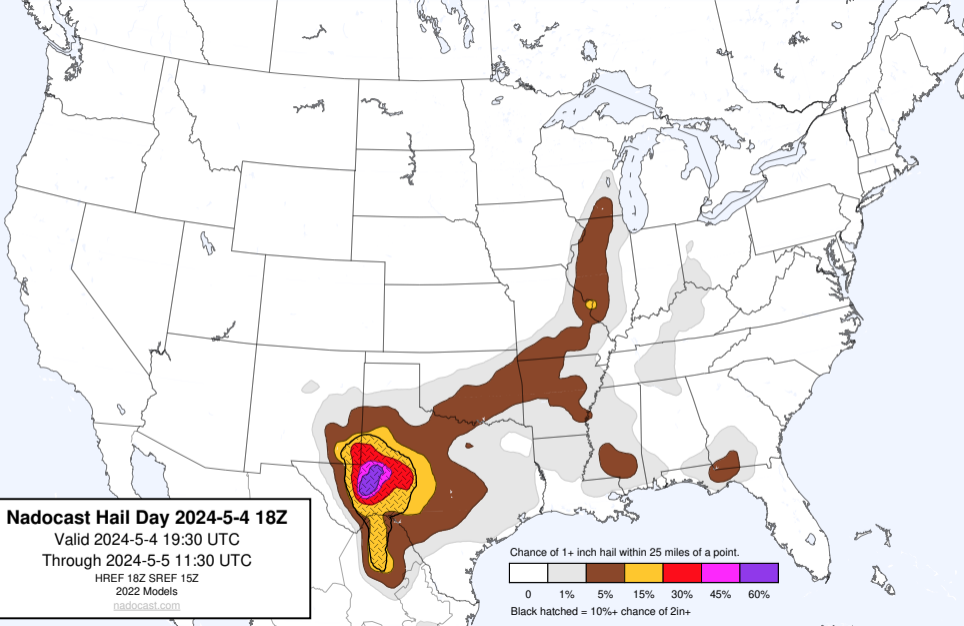 Nadocast Hail Day 2024-5-4 18Z
Valid 2024-5-4 19:30 UTC
Through 2024-5-5 11:30 UTC
HREF 18Z SREF 15Z
2022 Models
nadocast.com
Chance of 1+ inch hail within 25 miles of a point.
0 1% 5% 15% 30% 45% 60%
Black hatched = 10%+ chance of 2in+